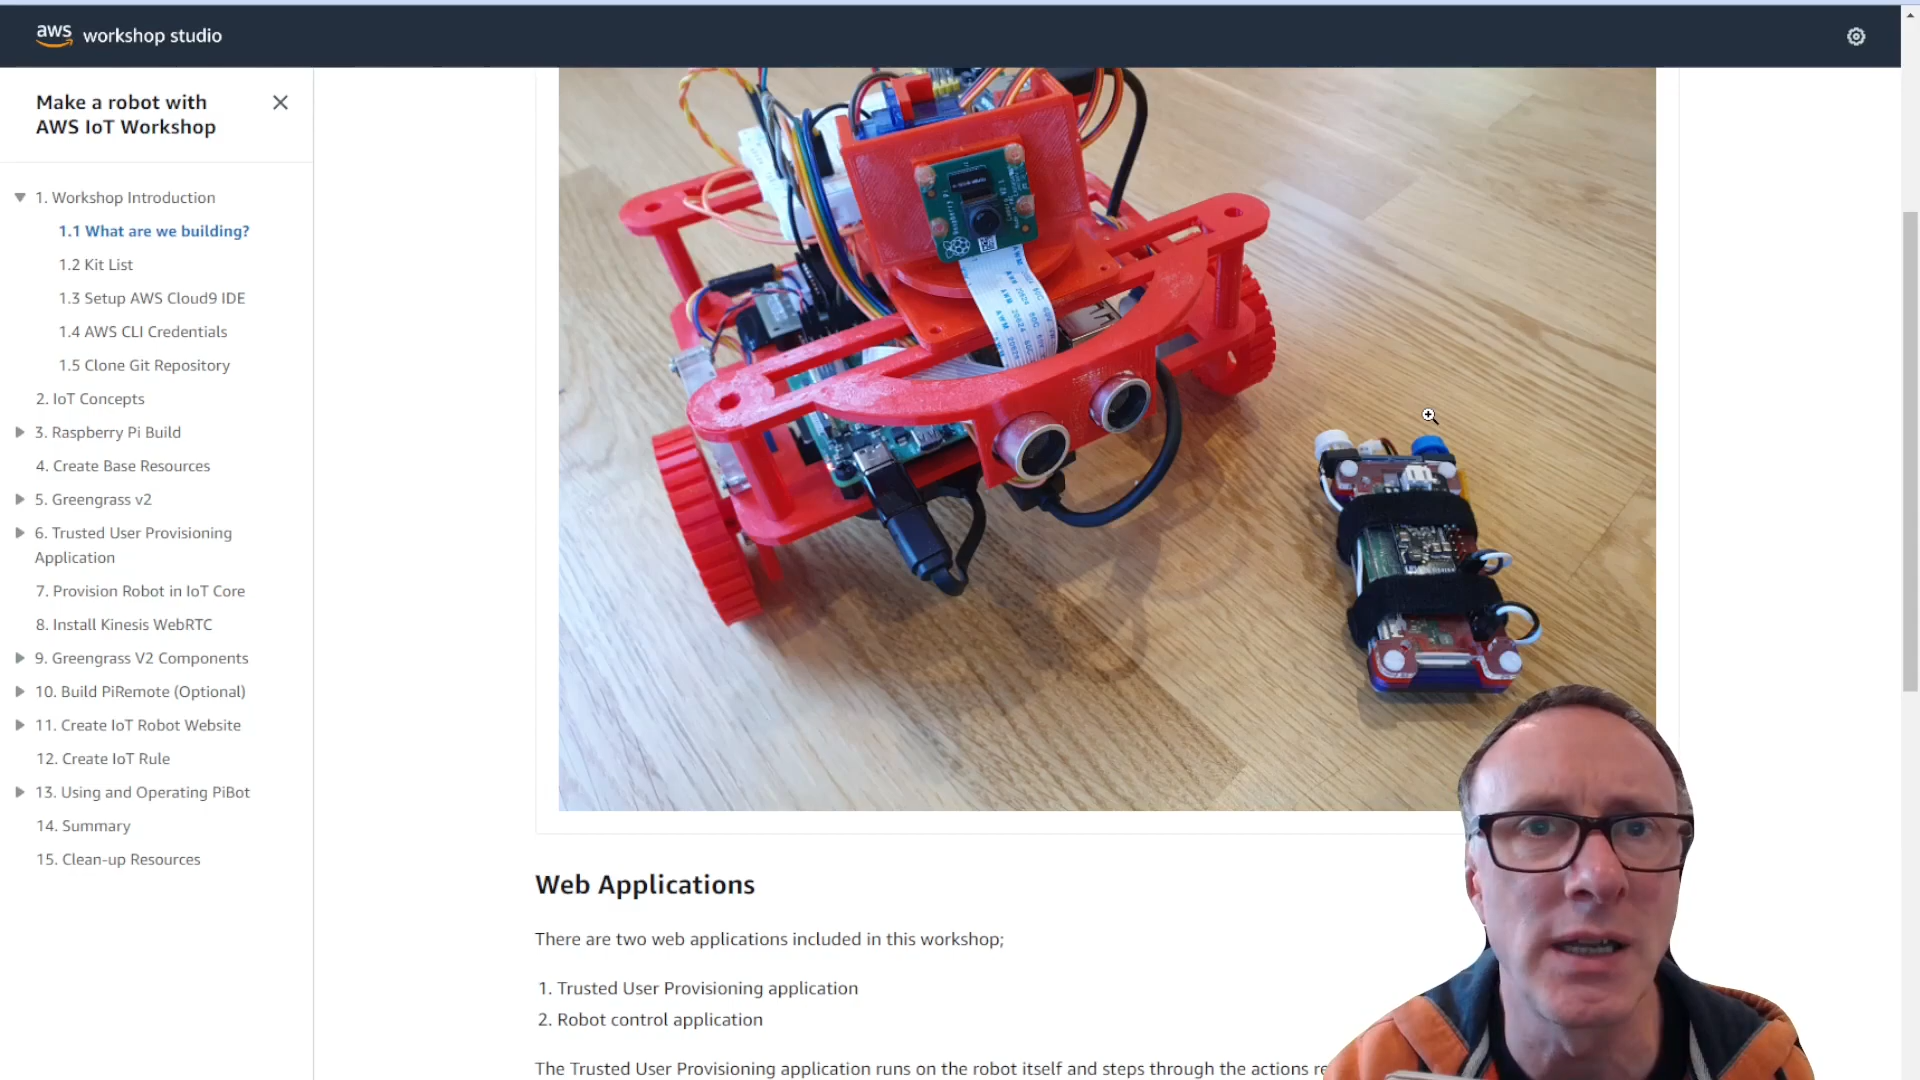 aws workshop studio
Make a robot with
AWS IoT Workshop
1. Workshop Introduction
1.1 What are we building?
1.2 Kit List
1.3 Setup AWS Cloud9 IDE
1.4 AWS CLI Credentials
1.5 Clone Git Repository
2. IoT Concepts
3. Raspberry Pi Build
4. Create Base Resources
5. Greengrass v2
6. Trusted User Provisioning
Application
7. Provision Robot in IoT Core
8. Install Kinesis WebRTC
9. Greengrass V2 Components
10. Build PiRemote (Optional)
11. Create IoT Robot Website
12. Create IoT Rule
13. Using and Operating PiBot
14. Summary
15. Clean-up Resources
Web Applications
There are two web applications included in this workshop;
1. Trusted User Provisioning application
2. Robot control application
The Trusted User Provisioning application runs on the robot itself and steps through the actions re